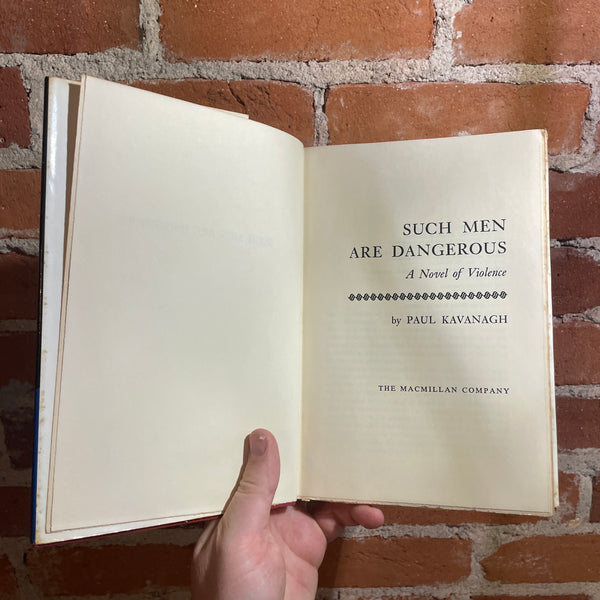 SUCH MEN
ARE DANGEROUS
A Novel of Violence
by PAUL KAVANAGH
THE MACMILLAN COMPANY